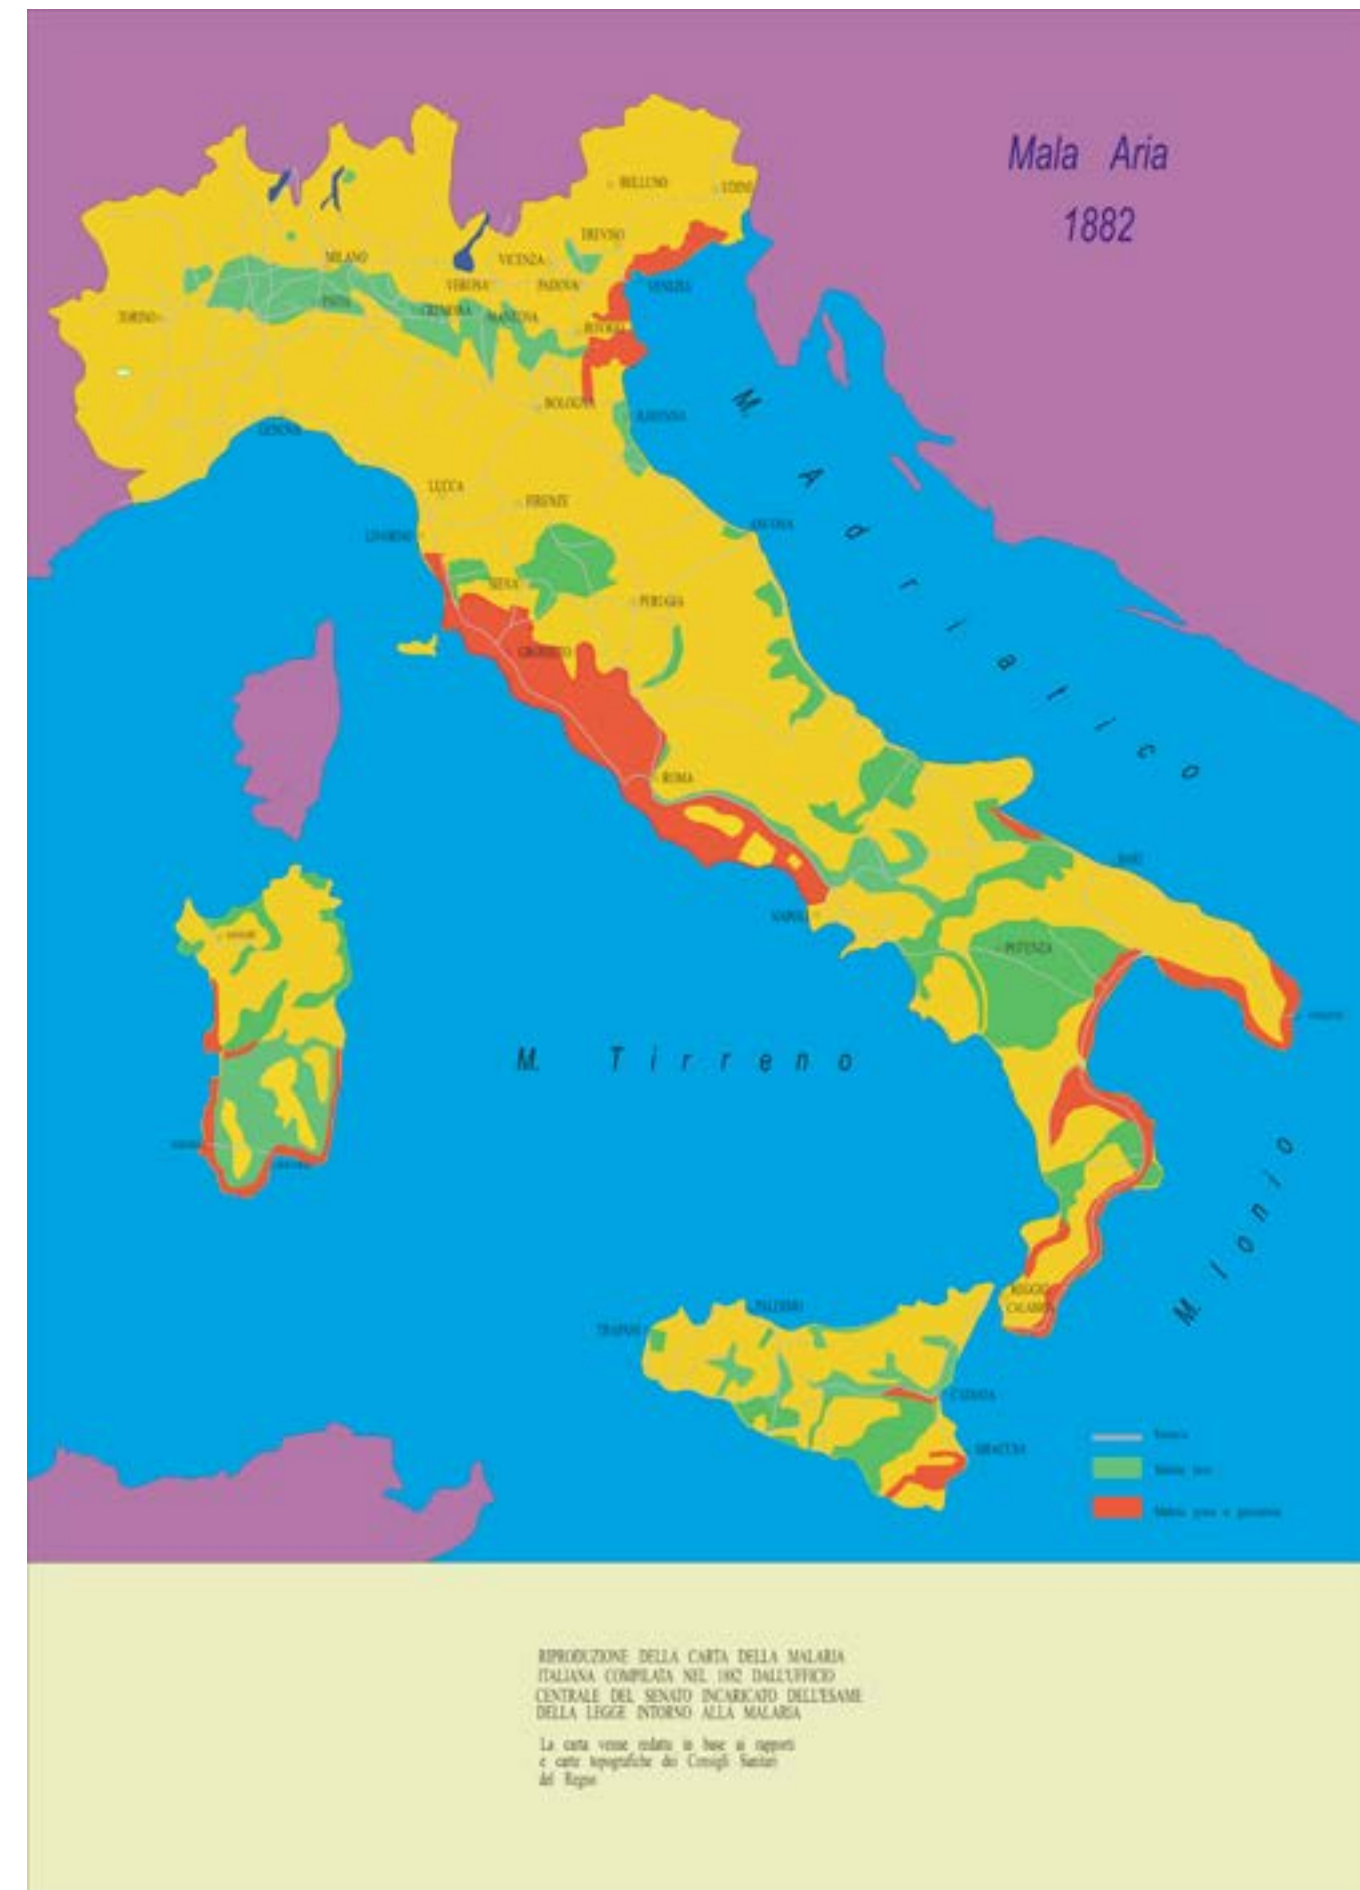 Mala Aria
1882
BELLUNO
UDINE
TREVISO
MILANO
VICENZA
VERONA
PADOVA
VENEZIA
PAVIA
CREMONA
MANTOVA
TORINO
ROVIGO
BOLOGNA
RAVENNA
GENOVA
LUCCA
FIRENZE
LIVORNO
ANCONA
SIENA
PERUGIA
GROSSETO
M. Adriatico
ROMA
BARI
NAPOLI
SASSARI
POTENZA
M. Tirreno
M. Ionio
REGGIO
CALABRIA
PALERMO
TRAPANI
CATANIA
SIRACUSA
Malaria grave e gravissima
RIPRODUZIONE DELLA CARTA DELLA MALARIA
ITALIANA COMPILATA NEL 1882 DALL'UFFICIO
CENTRALE DEL SENATO INCARICATO DELL'ESAME
DELLA LEGGE INTORNO ALLA MALARIA
La carta venne redatta in base ai rapporti
e carte topografiche dei Consigli Sanitari
del Regno